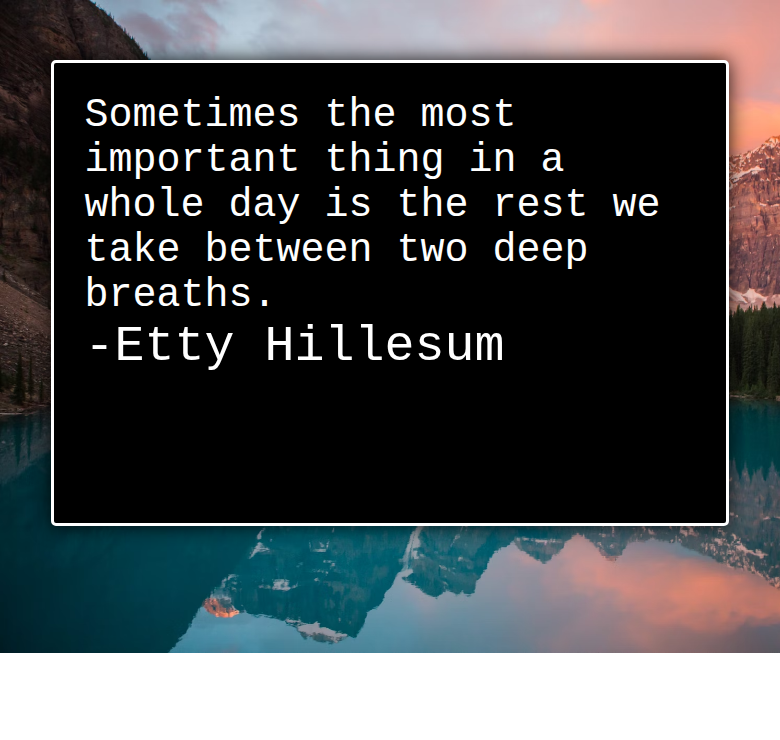 Sometimes the most
important thing in a
whole day is the rest we
take between two deep
breaths.
-Etty Hillesum